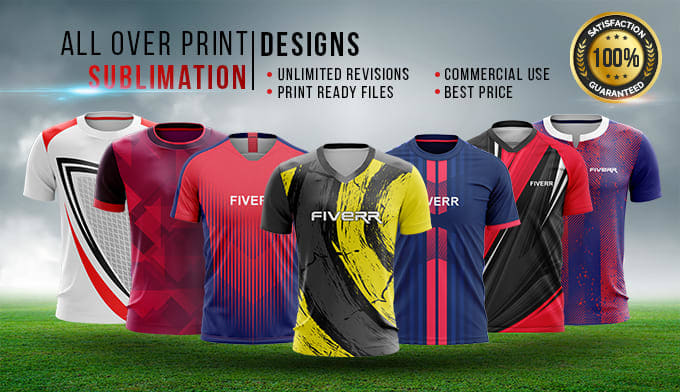 ALL OVER PRINT
SUBLIMATION
DESIGNS
• UNLIMITED REVISIONS
• PRINT READY FILES
• COMMERCIAL USE
• BEST PRICE
SATISFACTION
100%
GUARANTEED
FIVERR
FIVERR
VERR
FIVERR
FIVERR